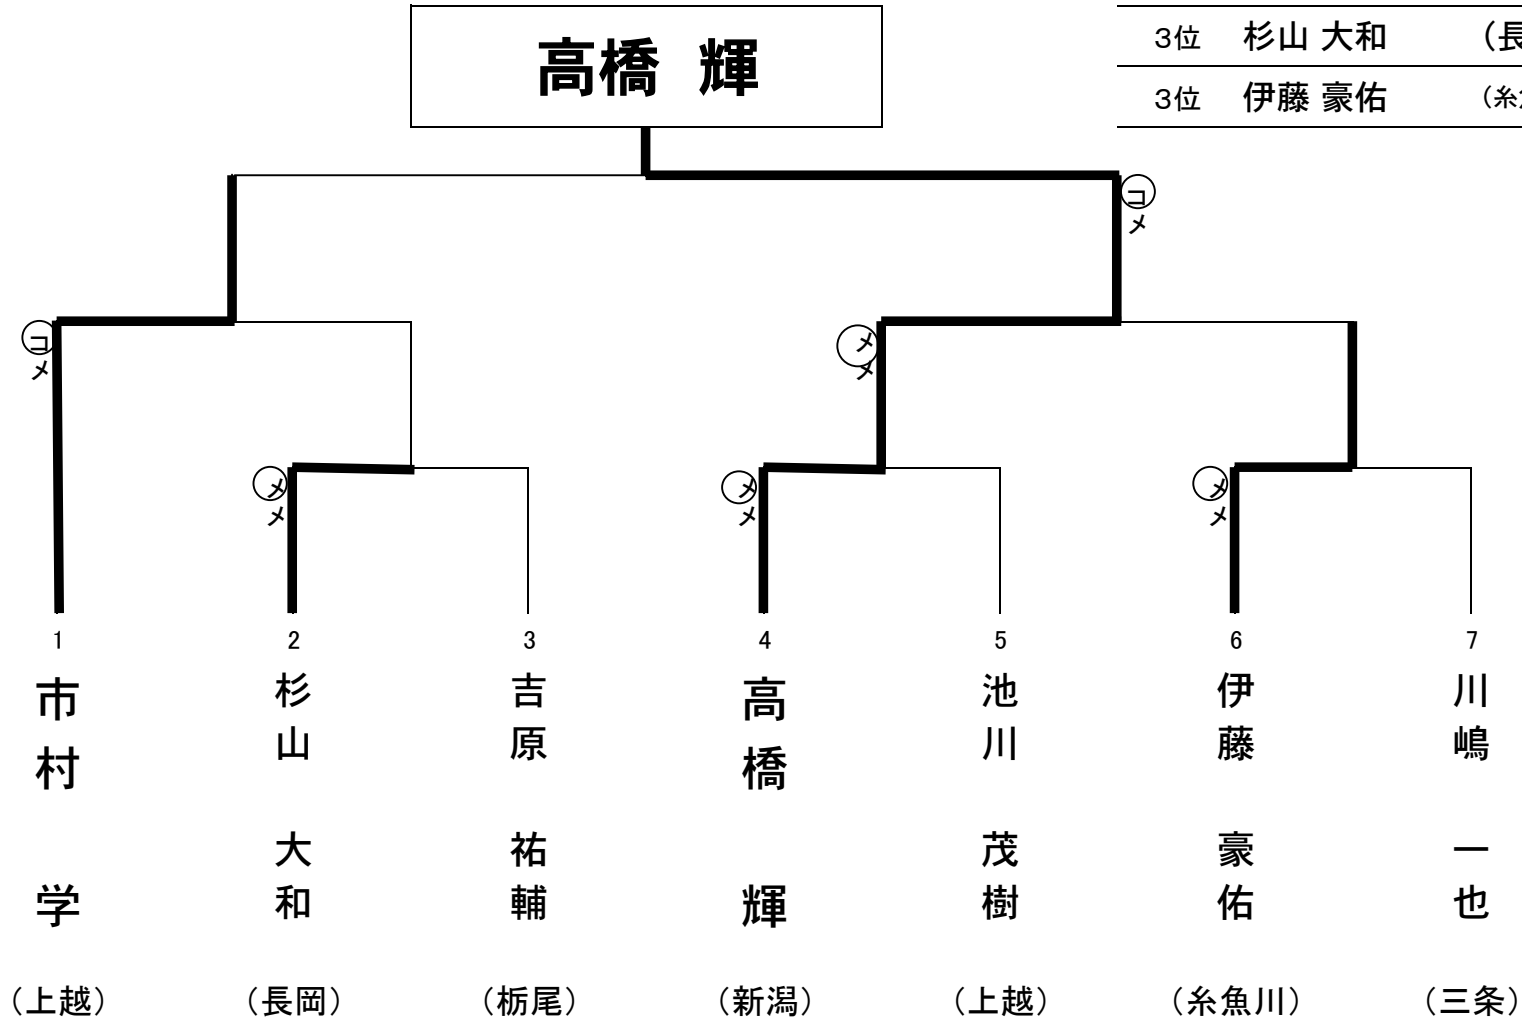 高橋 輝
3位 杉山 大和 （長
3位 伊藤 豪佑 （糸
コ
メ
コ
メ
メ
メ
メ
メ
メ
メ
メ
メ
1 2 3 4 5 6 7
市村 学
杉山 大和
吉原 祐輔
高橋 輝
池川 茂樹
伊藤 豪佑
川嶋 一也
（上越） （長岡） （栃尾） （新潟） （上越） （糸魚川） （三条）